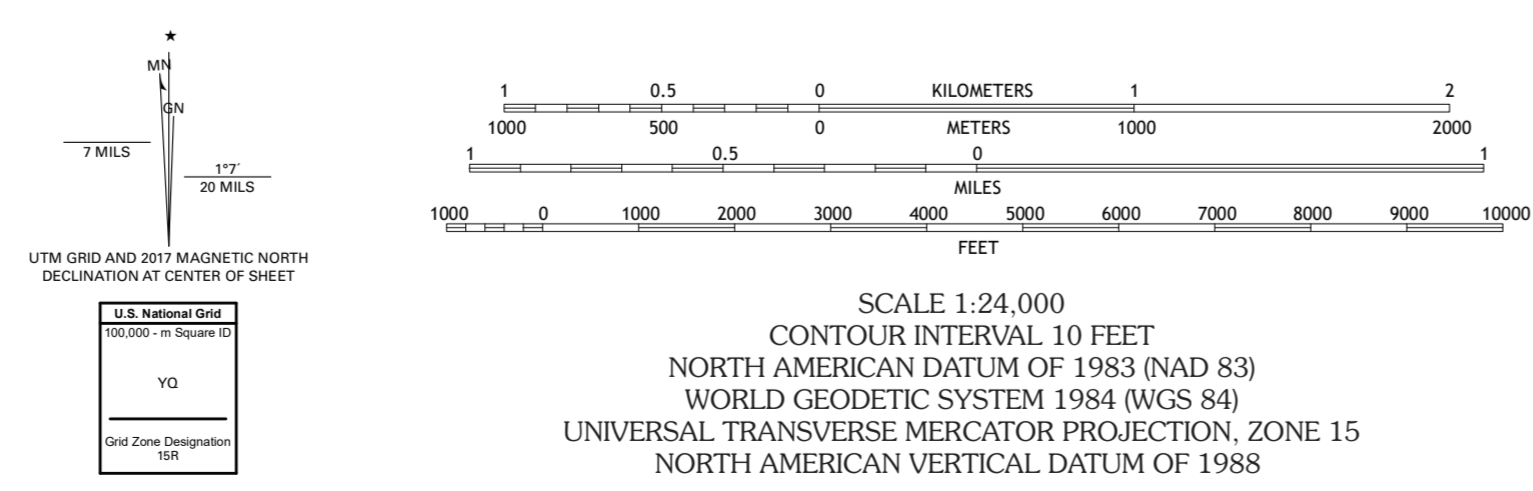 ★
MN
GN
7 MILS
1°7´
20 MILS
UTM GRID AND 2017 MAGNETIC NORTH
DECLINATION AT CENTER OF SHEET
U.S. National Grid
100,000 - m Square ID
YQ
Grid Zone Designation
15R
1 0.5 0 KILOMETERS 1 2
1000 500 0 METERS 1000 2000
1 0.5 0 1
MILES
1000 0 1000 2000 3000 4000 5000 6000 7000 8000 9000 10000
FEET
SCALE 1:24,000
CONTOUR INTERVAL 10 FEET
NORTH AMERICAN DATUM OF 1983 (NAD 83)
WORLD GEODETIC SYSTEM 1984 (WGS 84)
UNIVERSAL TRANSVERSE MERCATOR PROJECTION, ZONE 15
NORTH AMERICAN VERTICAL DATUM OF 1988